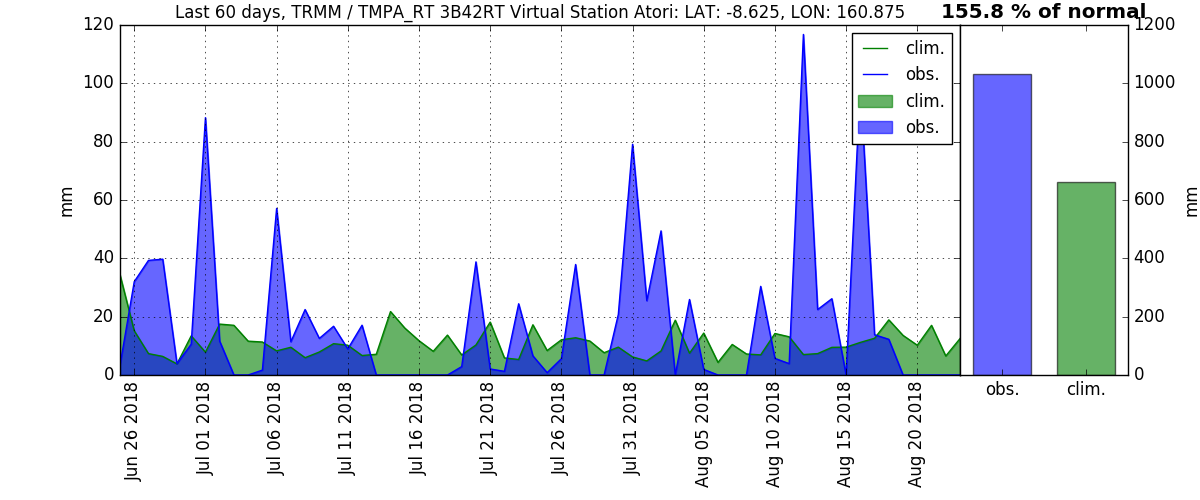 Last 60 days, TRMM / TMPA_RT 3B42RT Virtual Station Atori: LAT: -8.625, LON: 160.875
155.8 % of normal
120
100
80
60
40
20
0
mm
clim.
obs.
clim.
obs.
1200
1000
800
600
400
200
0
mm
obs.
clim.
Jun 26 2018
Jul 01 2018
Jul 06 2018
Jul 11 2018
Jul 16 2018
Jul 21 2018
Jul 26 2018
Jul 31 2018
Aug 05 2018
Aug 10 2018
Aug 15 2018
Aug 20 2018